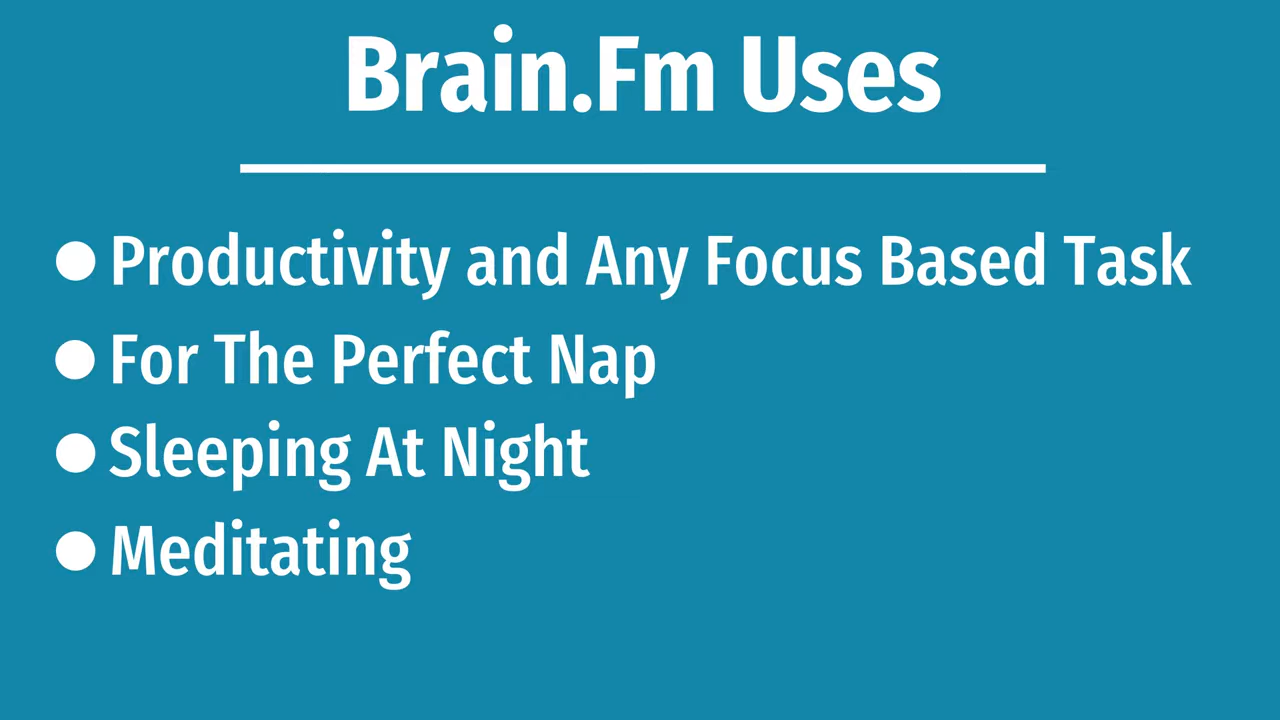 Brain.Fm Uses
● Productivity and Any Focus Based Task
● For The Perfect Nap
● Sleeping At Night
● Meditating